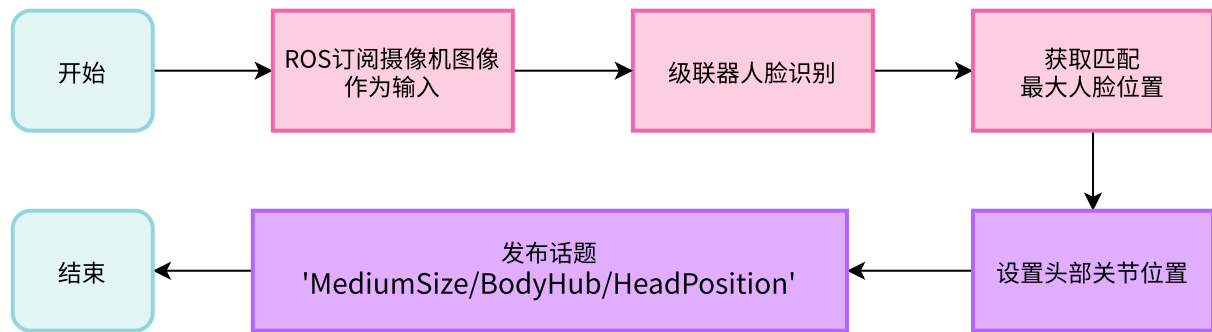 开始
ROS订阅摄像机图像
作为输入
级联器人脸识别
获取匹配
最大人脸位置
设置头部关节位置
发布话题
'MediumSize/BodyHub/HeadPosition'
结束